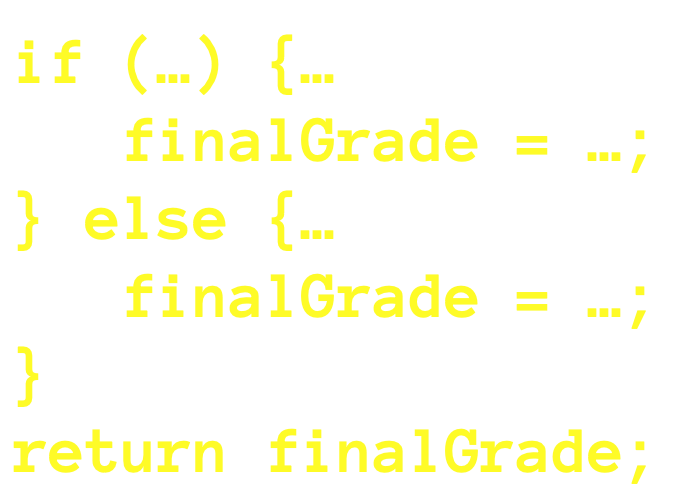 if (…) {…
   finalGrade = …;
} else {…
   finalGrade = …;
}
return finalGrade;